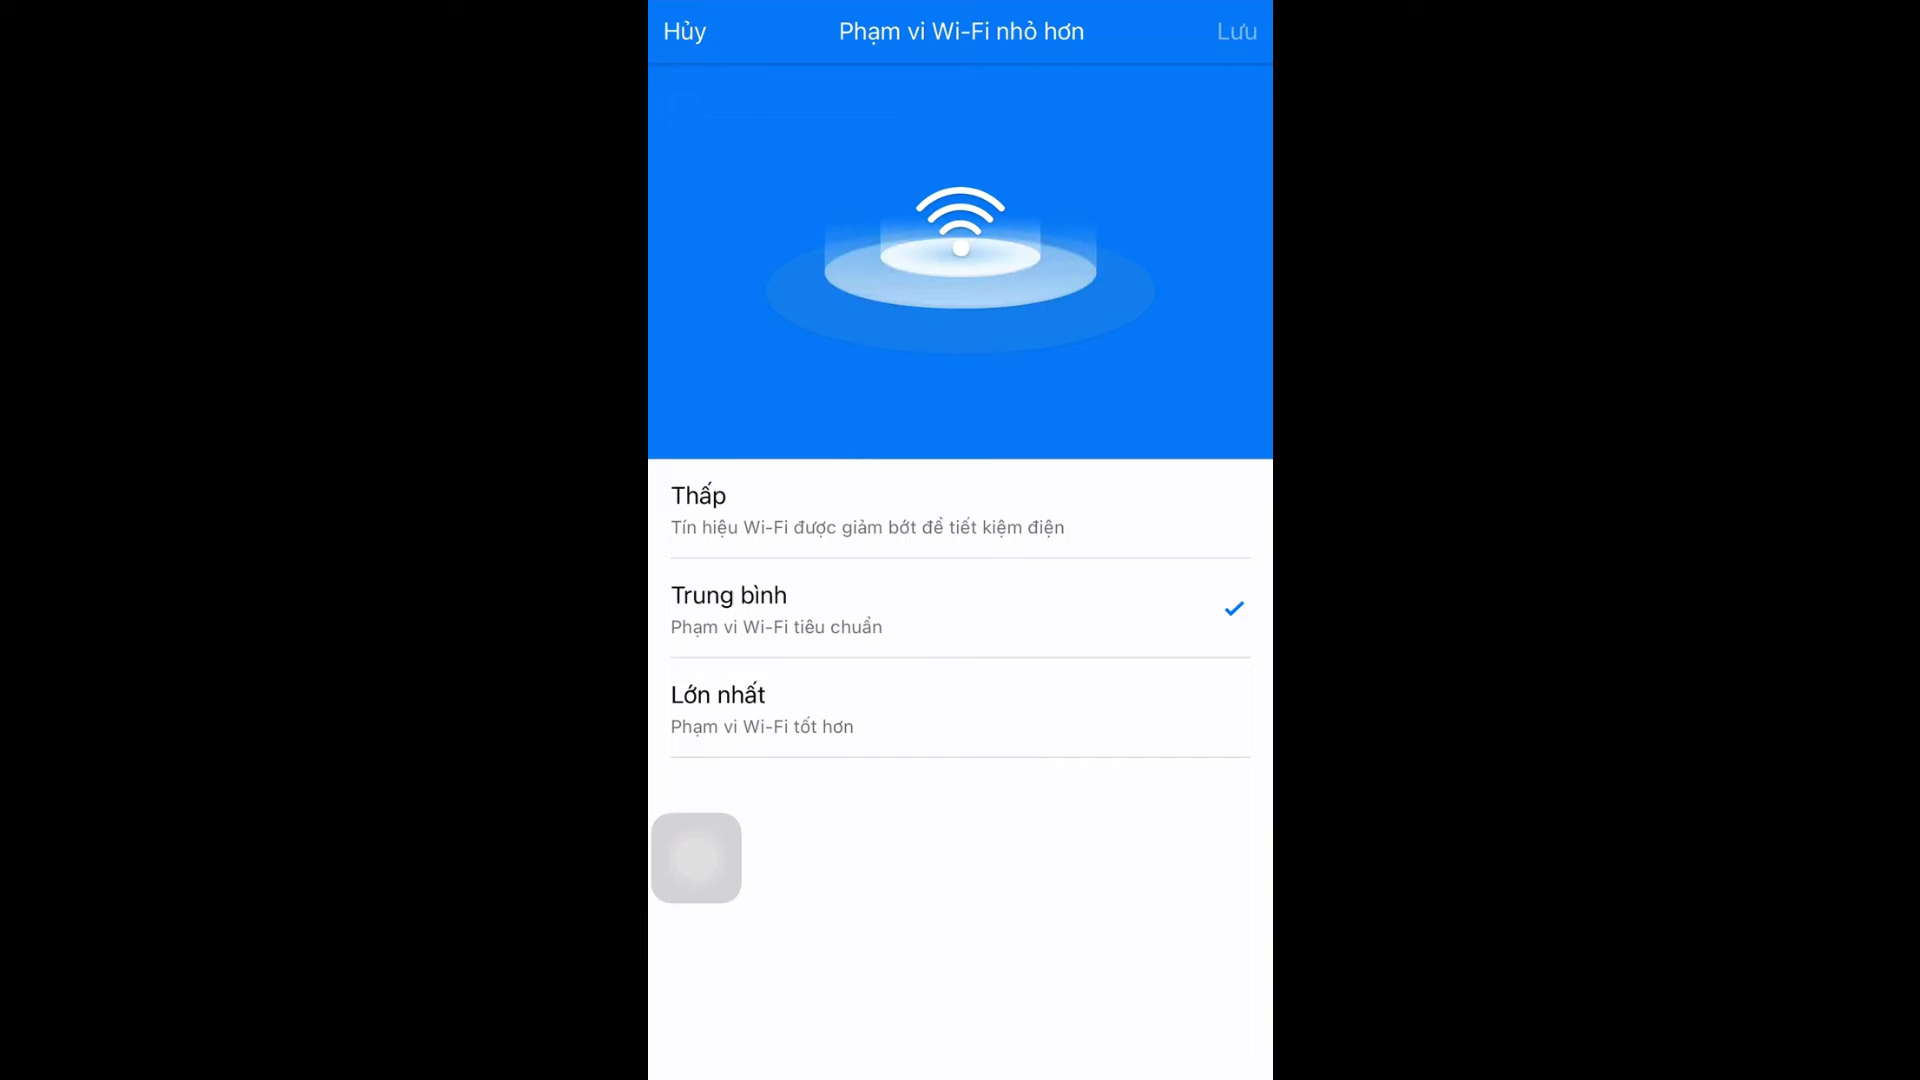 Hủy
Phạm vi Wi-Fi nhỏ hơn
Lưu
Thấp
Tín hiệu Wi-Fi được giảm bớt để tiết kiệm điện
Trung bình
Phạm vi Wi-Fi tiêu chuẩn
Lớn nhất
Phạm vi Wi-Fi tốt hơn